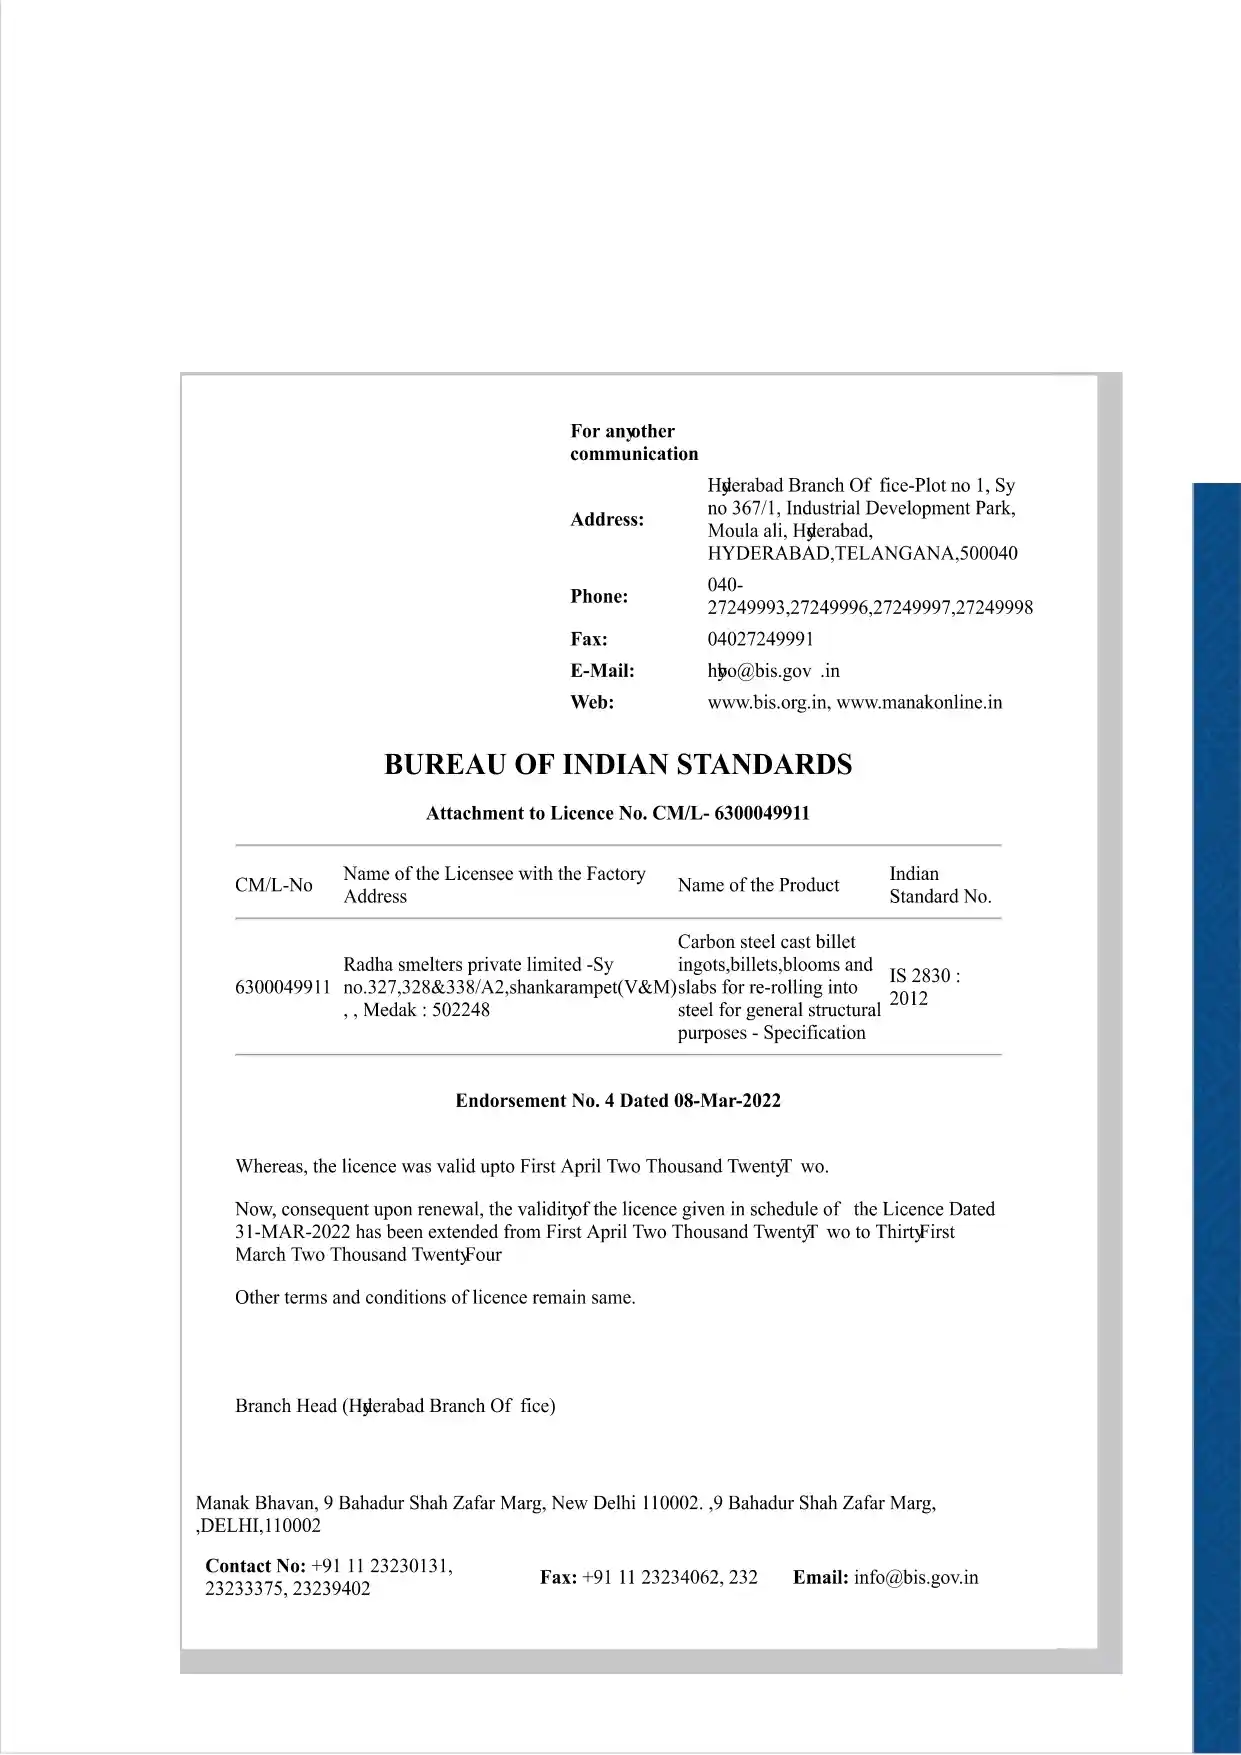 For any other
communication
Address:
Hyderabad Branch Office-Plot no 1, Sy
no 367/1, Industrial Development Park,
Moula ali, Hyderabad,
HYDERABAD,TELANGANA,500040
Phone:
040-
27249993,27249996,27249997,27249998
Fax: 04027249991
E-Mail: hybo@bis.gov .in
Web: www.bis.org.in, www.manakonline.in
BUREAU OF INDIAN STANDARDS
Attachment to Licence No. CM/L- 6300049911
CM/L-No
Name of the Licensee with the Factory
Address
Name of the Product
Indian
Standard No.
6300049911
Radha smelters private limited -Sy
no.327,328&338/A2,shankarampet(V&M)
, , Medak : 502248
Carbon steel cast billet
ingots,billets,blooms and
slabs for re-rolling into
steel for general structural
purposes - Specification
IS 2830 :
2012
Endorsement No. 4 Dated 08-Mar-2022
Whereas, the licence was valid upto First April Two Thousand Twenty Two.
Now, consequent upon renewal, the validity of the licence given in schedule of the Licence Dated
31-MAR-2022 has been extended from First April Two Thousand Twenty Two to Thirty First
March Two Thousand Twenty Four
Other terms and conditions of licence remain same.
Branch Head (Hyderabad Branch Office)
Manak Bhavan, 9 Bahadur Shah Zafar Marg, New Delhi 110002. ,9 Bahadur Shah Zafar Marg,
,DELHI,110002
Contact No: +91 11 23230131,
23233375, 23239402
Fax: +91 11 23234062, 232
Email: info@bis.gov.in